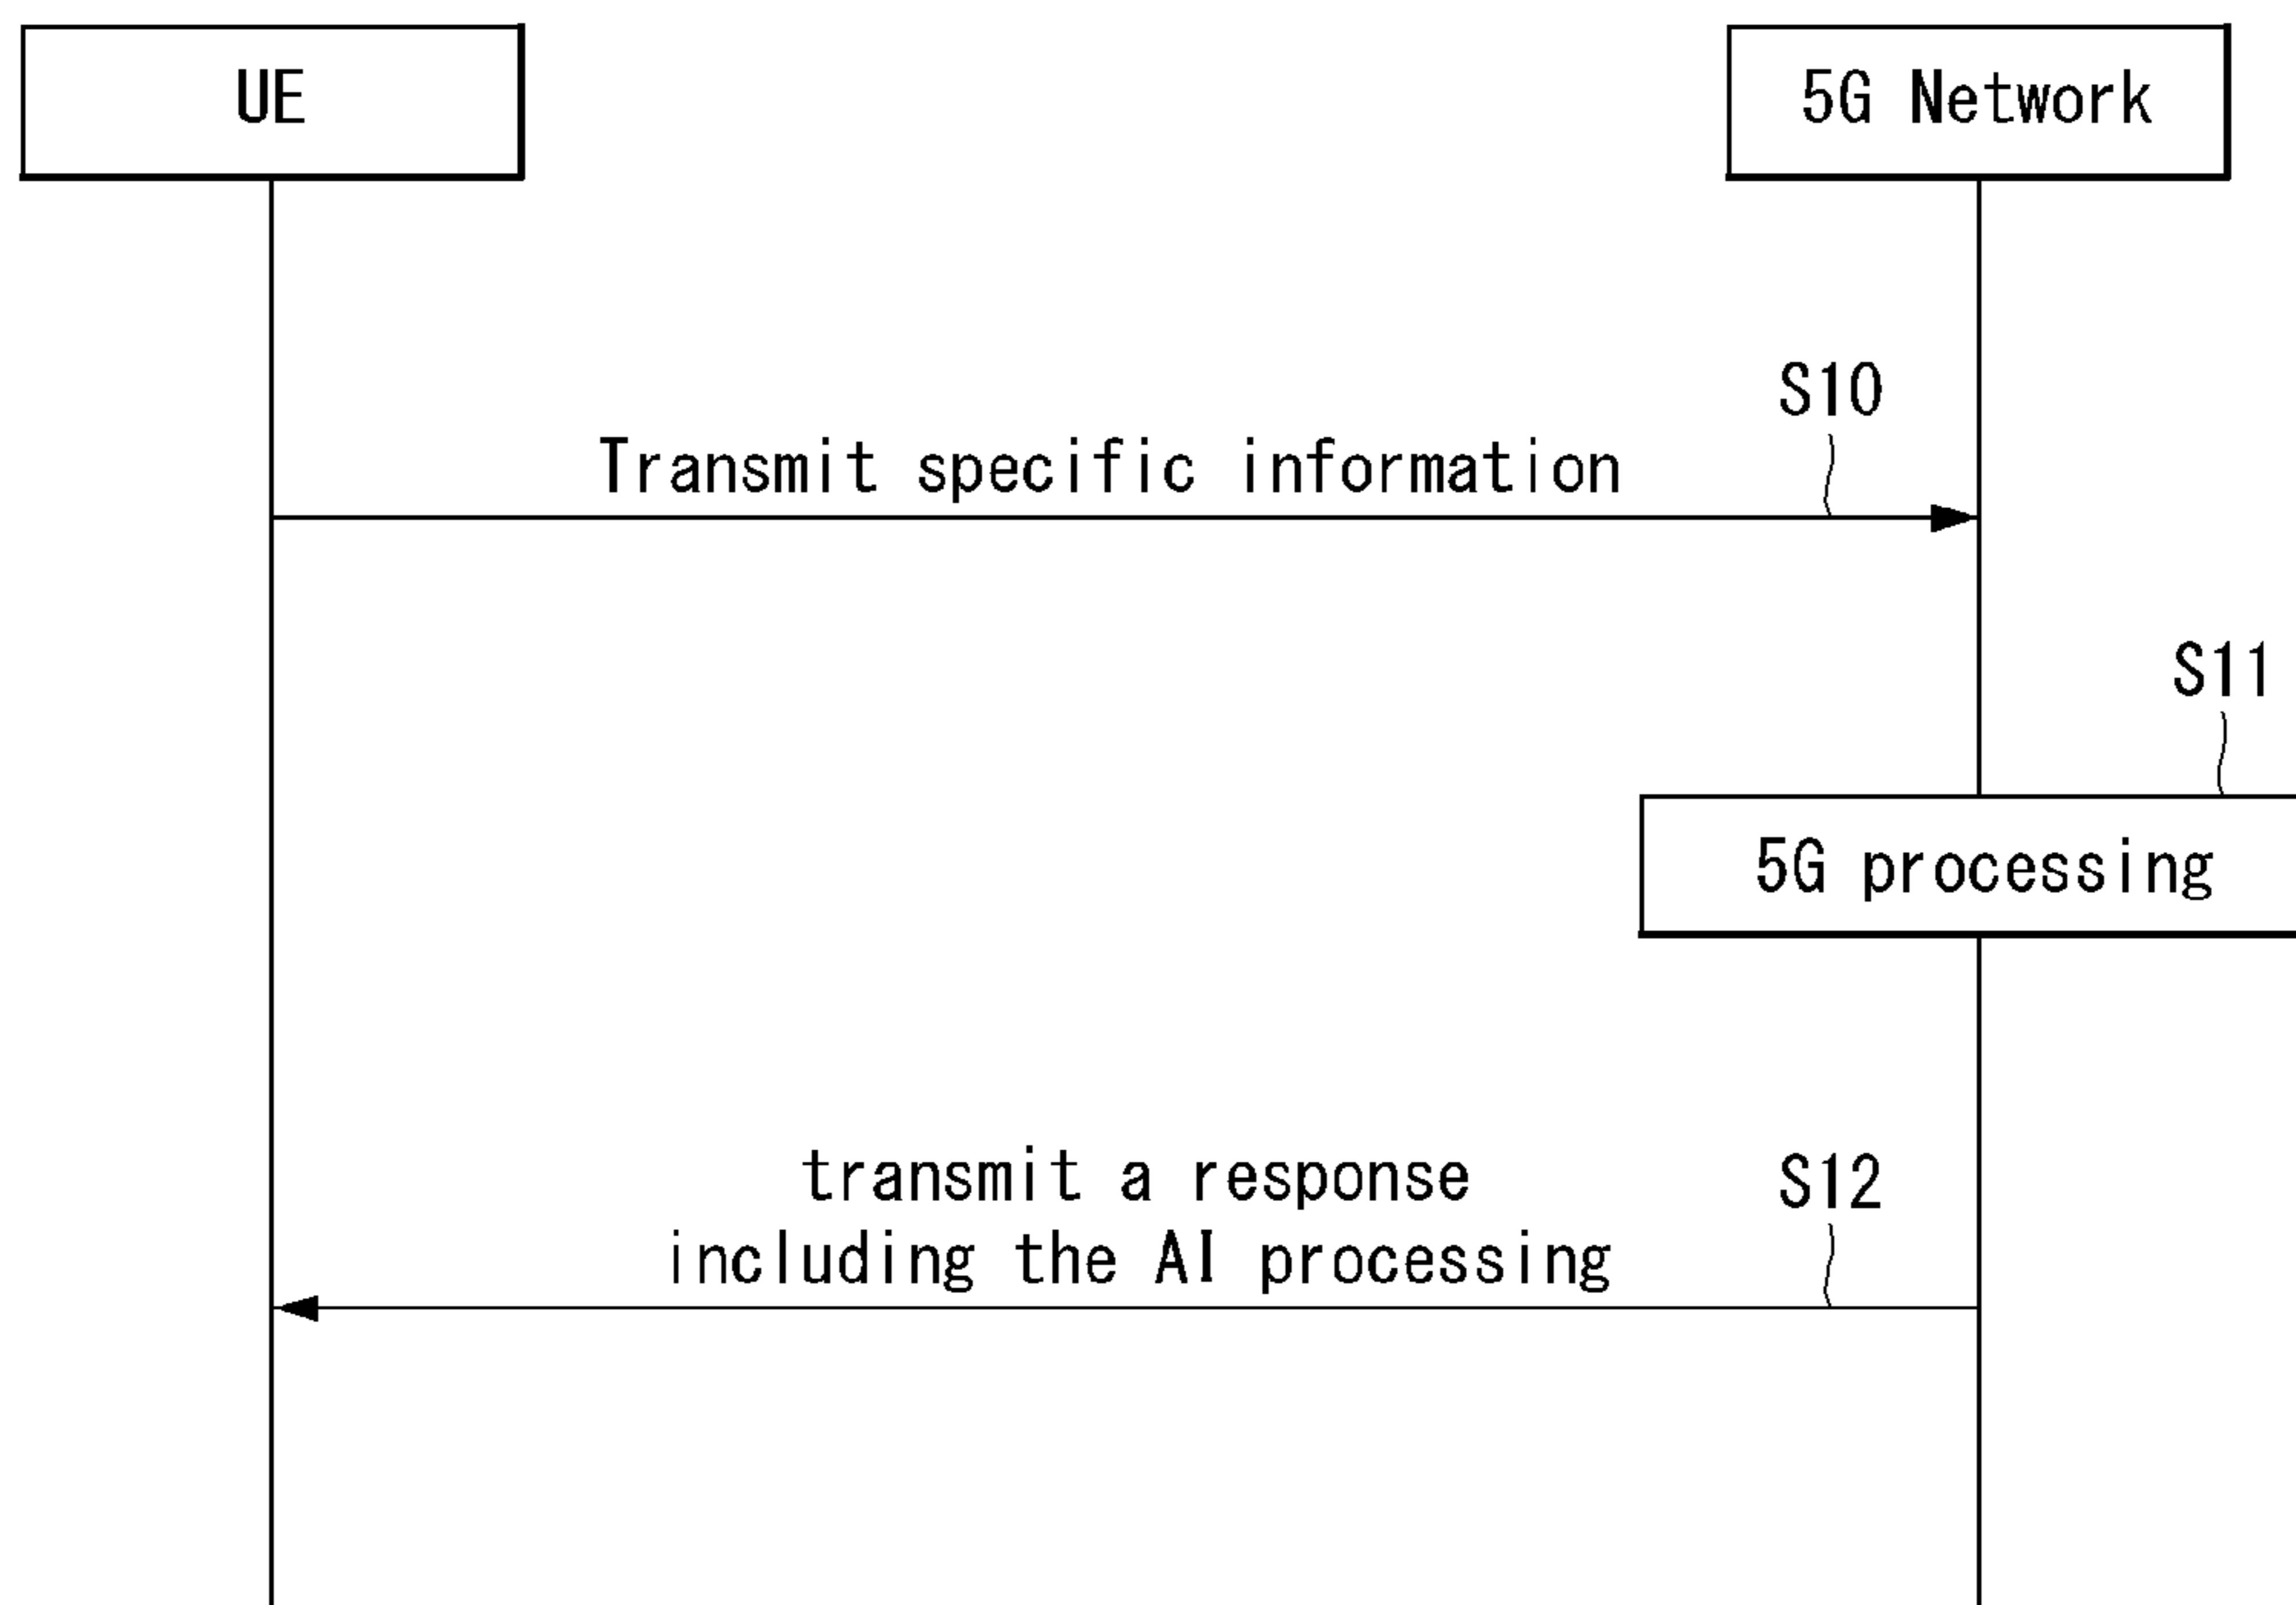 UE
5G Network
S10
Transmit specific information
S11
5G processing
transmit a response
S12
including the AI processing